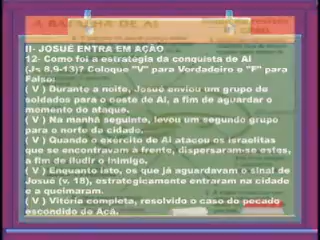 A BATALHA DE AI
II- JOSUÉ ENTRA EM AÇÃO
12- Como foi a estratégia da conquista de Ai
(Js 8.9-13)? Coloque "V" para Verdadeiro e "F" para
Falso:
( V ) Durante a noite, Josué enviou um grupo de
soldados para o oeste de Ai, a fim de aguardar o
momento do ataque.
( V ) Na manhã seguinte, levou um segundo grupo
para o norte da cidade.
( V ) Quando o exército de Ai atacou os israelitas
que se encontravam à frente, dispersaram-se estes,
a fim de iludir o inimigo.
( V ) Enquanto isto, os que já aguardavam o sinal de
Josué (v. 18), estrategicamente entraram na cidade
e a queimaram.
( V ) Vitória completa, resolvido o caso do pecado
escondido de Acã.